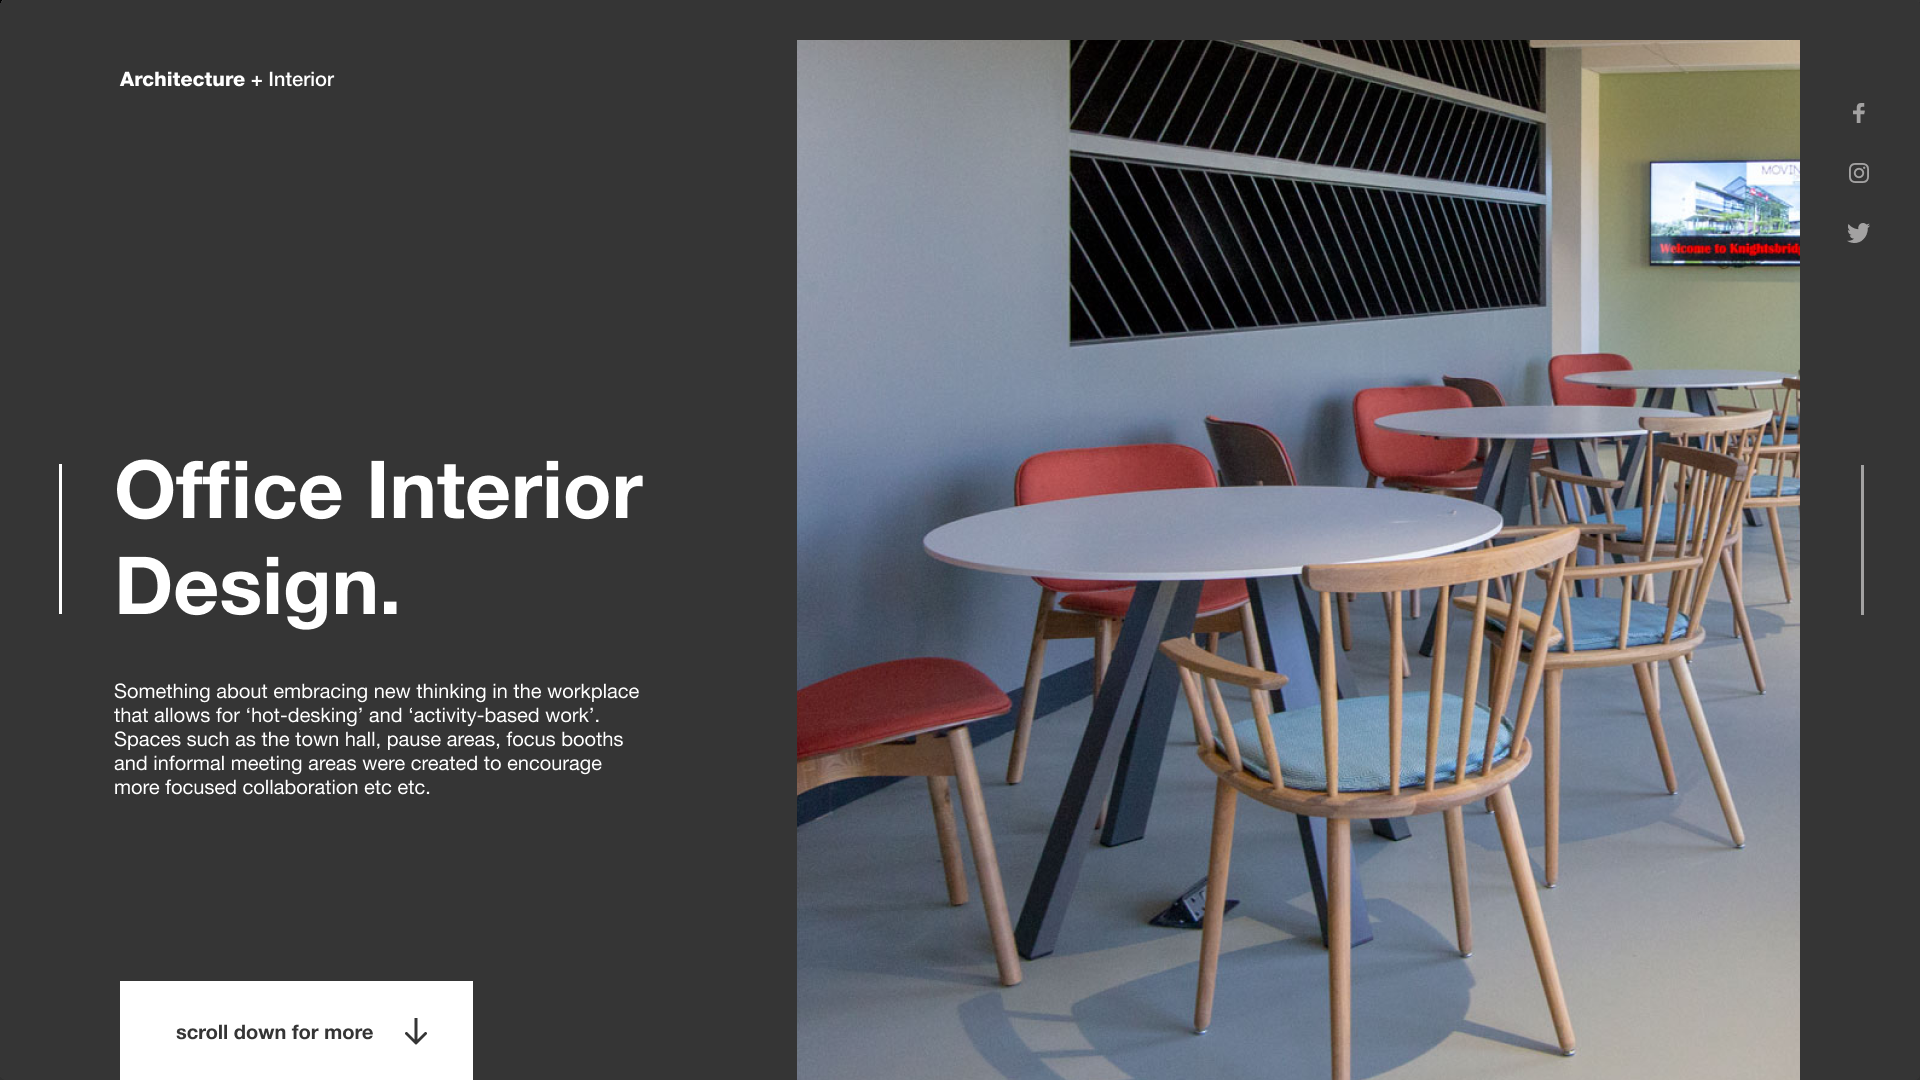 Architecture + Interior
MOVIN
Welcome to Knightsbrid
Office Interior
Design.
Something about embracing new thinking in the workplace
that allows for ‘hot-desking’ and ‘activity-based work’.
Spaces such as the town hall, pause areas, focus booths
and informal meeting areas were created to encourage
more focused collaboration etc etc.
scroll down for more